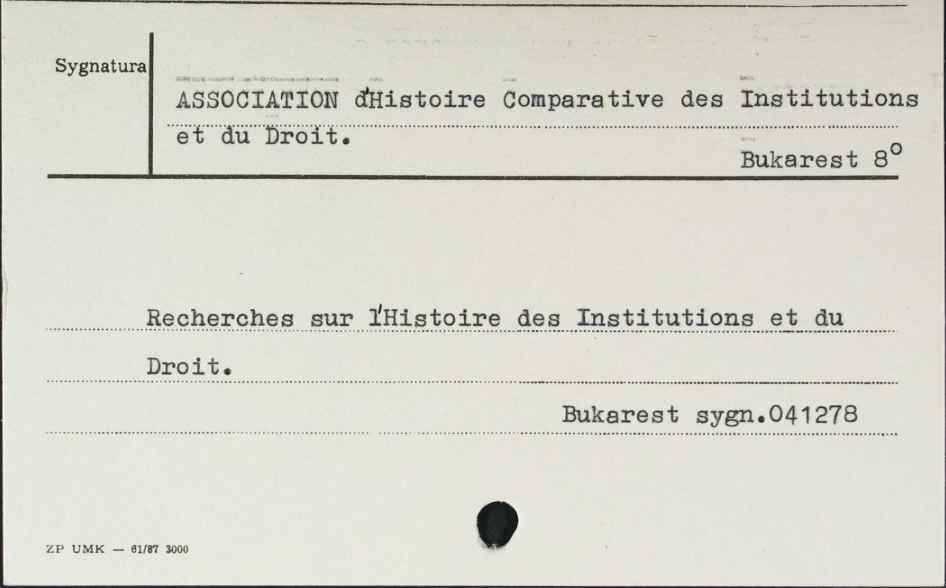 Sygnatura
ASSOCIATION d'Histoire Comparative des Institutions
et du Droit.
Bukarest 8°
Recherches sur l'Histoire des Institutions et du
Droit.
Bukarest sygn.041278
ZP UMK — 61/87 3000